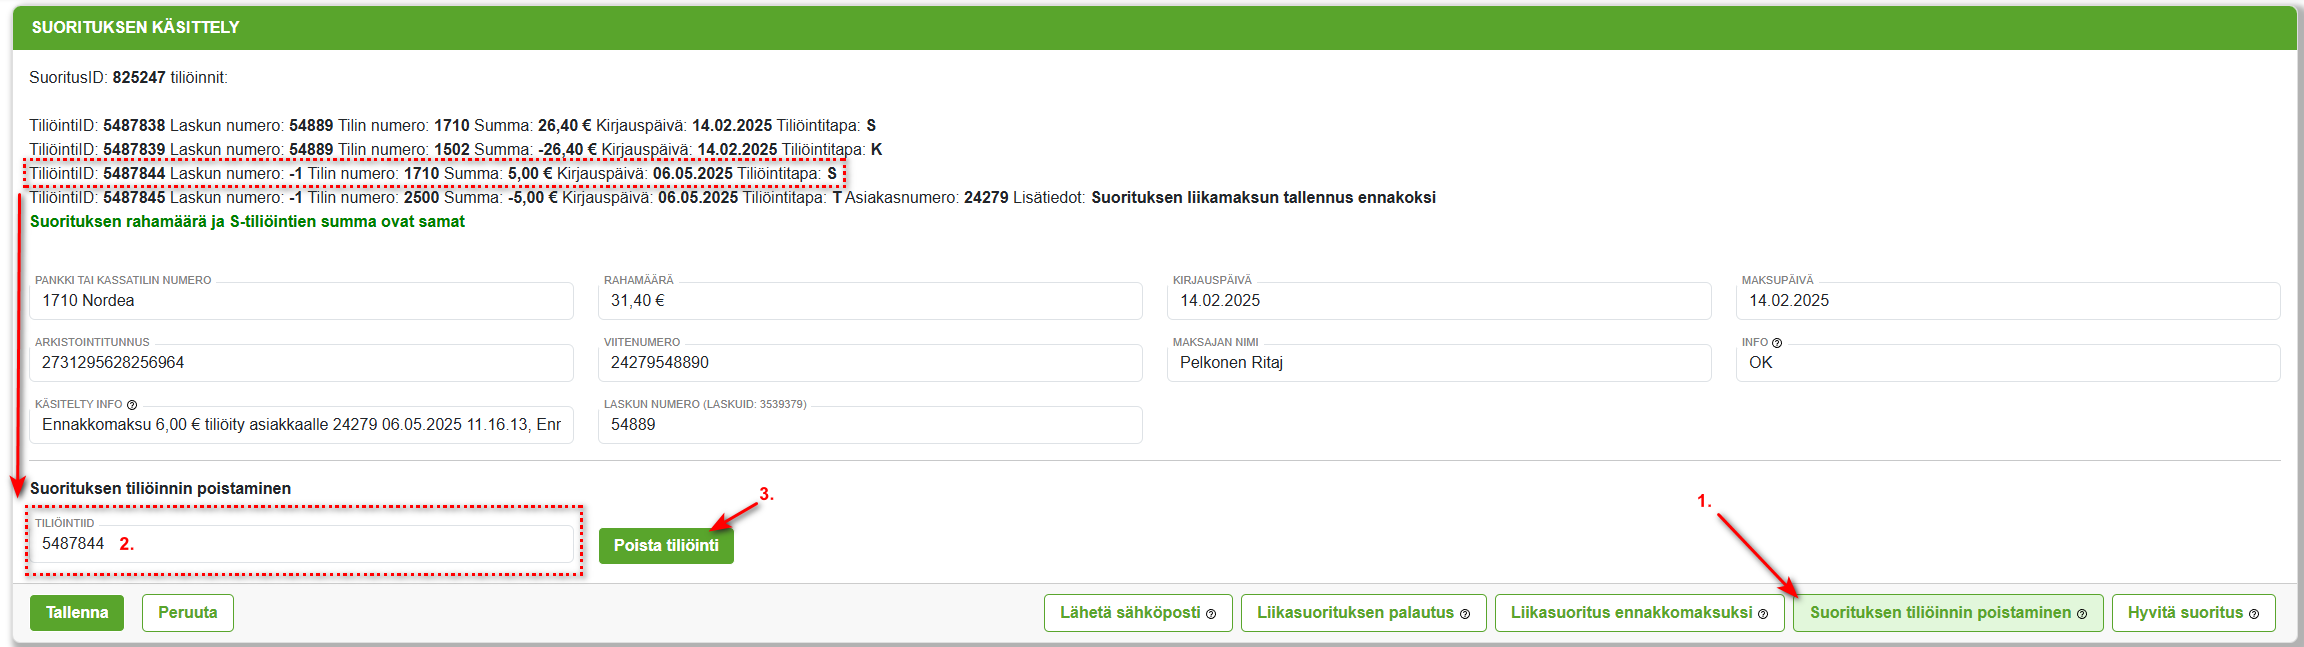 SUORITUKSEN KÄSITTELY
SuoritusID: 825247 tiliöinnit:
TiliöintiID: 5487838 Laskun numero: 54889 Tilin numero: 1710 Summa: 26,40 € Kirjauspäivä: 14.02.2025 Tiliöintitapa: S
TiliöintiID: 5487839 Laskun numero: 54889 Tilin numero: 1502 Summa: -26,40 € Kirjauspäivä: 14.02.2025 Tiliöintitapa: K
TiliöintiID: 5487844 Laskun numero: -1 Tilin numero: 1710 Summa: 5,00 € Kirjauspäivä: 06.05.2025 Tiliöintitapa: S
TiliöintiID: 5487845 Laskun numero: -1 Tilin numero: 2500 Summa: -5,00 € Kirjauspäivä: 06.05.2025 Tiliöintitapa: T Asiakasnumero: 24279 Lisätiedot: Suorituksen liikamaksun tallennus ennakoksi
Suorituksen rahamäärä ja S-tiliöintien summa ovat samat
PANKKI TAI KASSATILIN NUMERO RAHAMÄÄRÄ KIRJAUSPÄIVÄ MAKSUPÄIVÄ
1710 Nordea 31,40 € 14.02.2025 14.02.2025
ARKISTOINTITUNNUS VIITENUMERO MAKSAJAN NIMI INFO ?
2731295628256964 24279548890 Pelkonen Ritaj OK
KÄSITELTY INFO ? LASKUN NUMERO (LASKUID: 3539379)
Ennakkomaksu 6,00 € tiliöity asiakkaalle 24279 06.05.2025 11.16.13, Enr 54889
Suorituksen tiliöinnin poistaminen
3. 1.
TILIÖINTIID
5487844 2. Poista tiliöinti
Tallenna Peruuta Lähetä sähköposti ? Liikasuorituksen palautus ? Liikasuoritus ennakkomaksuksi ? Suorituksen tiliöinnin poistaminen ? Hyvitä suoritus ?